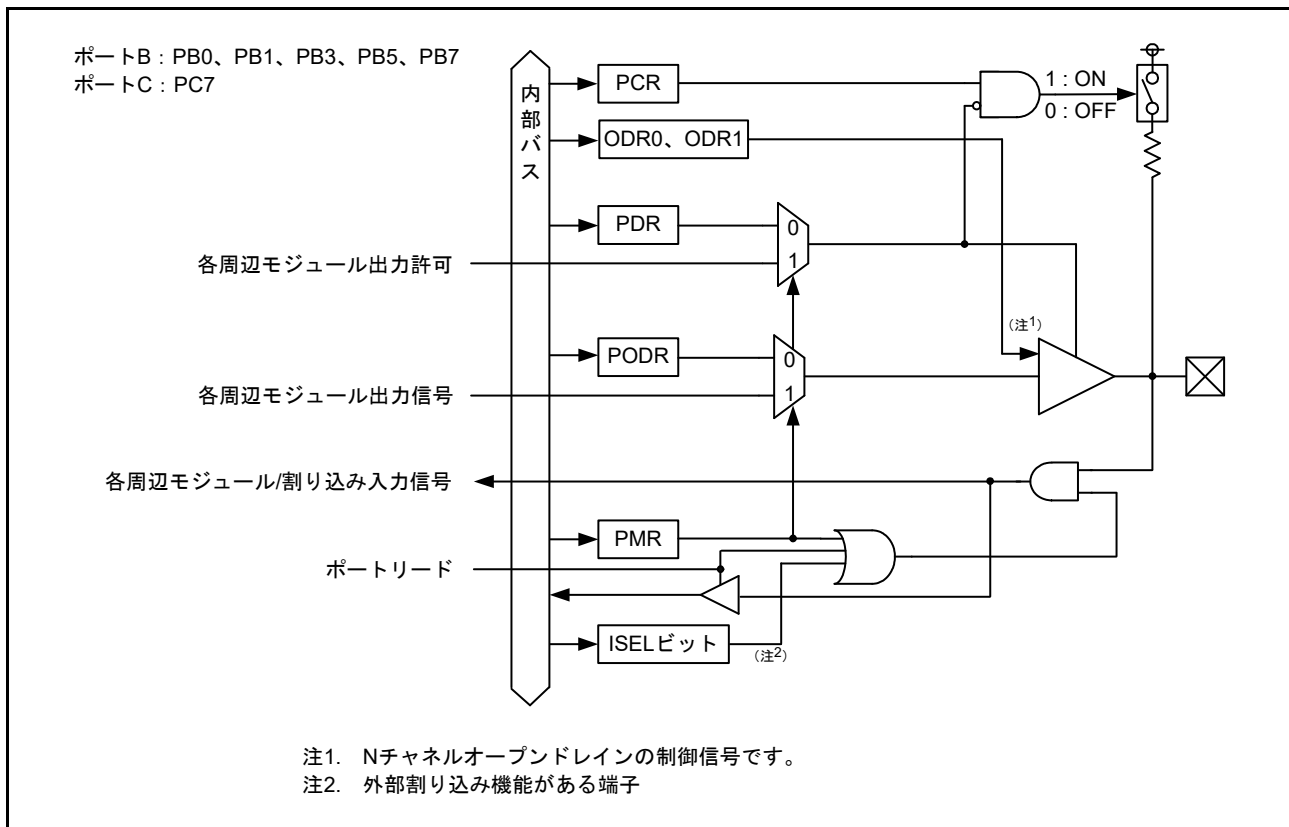 ポートB：PB0、PB1、PB3、PB5、PB7
ポートC：PC7
内部バス
PCR
1：ON
0：OFF
ODR0、ODR1
PDR
0
1
各周辺モジュール出力許可
（注1）
PODR
0
1
各周辺モジュール出力信号
各周辺モジュール/割り込み入力信号
PMR
ポートリード
ISELビット
（注2）
注1. Nチャネルオープンドレインの制御信号です。
注2. 外部割り込み機能がある端子